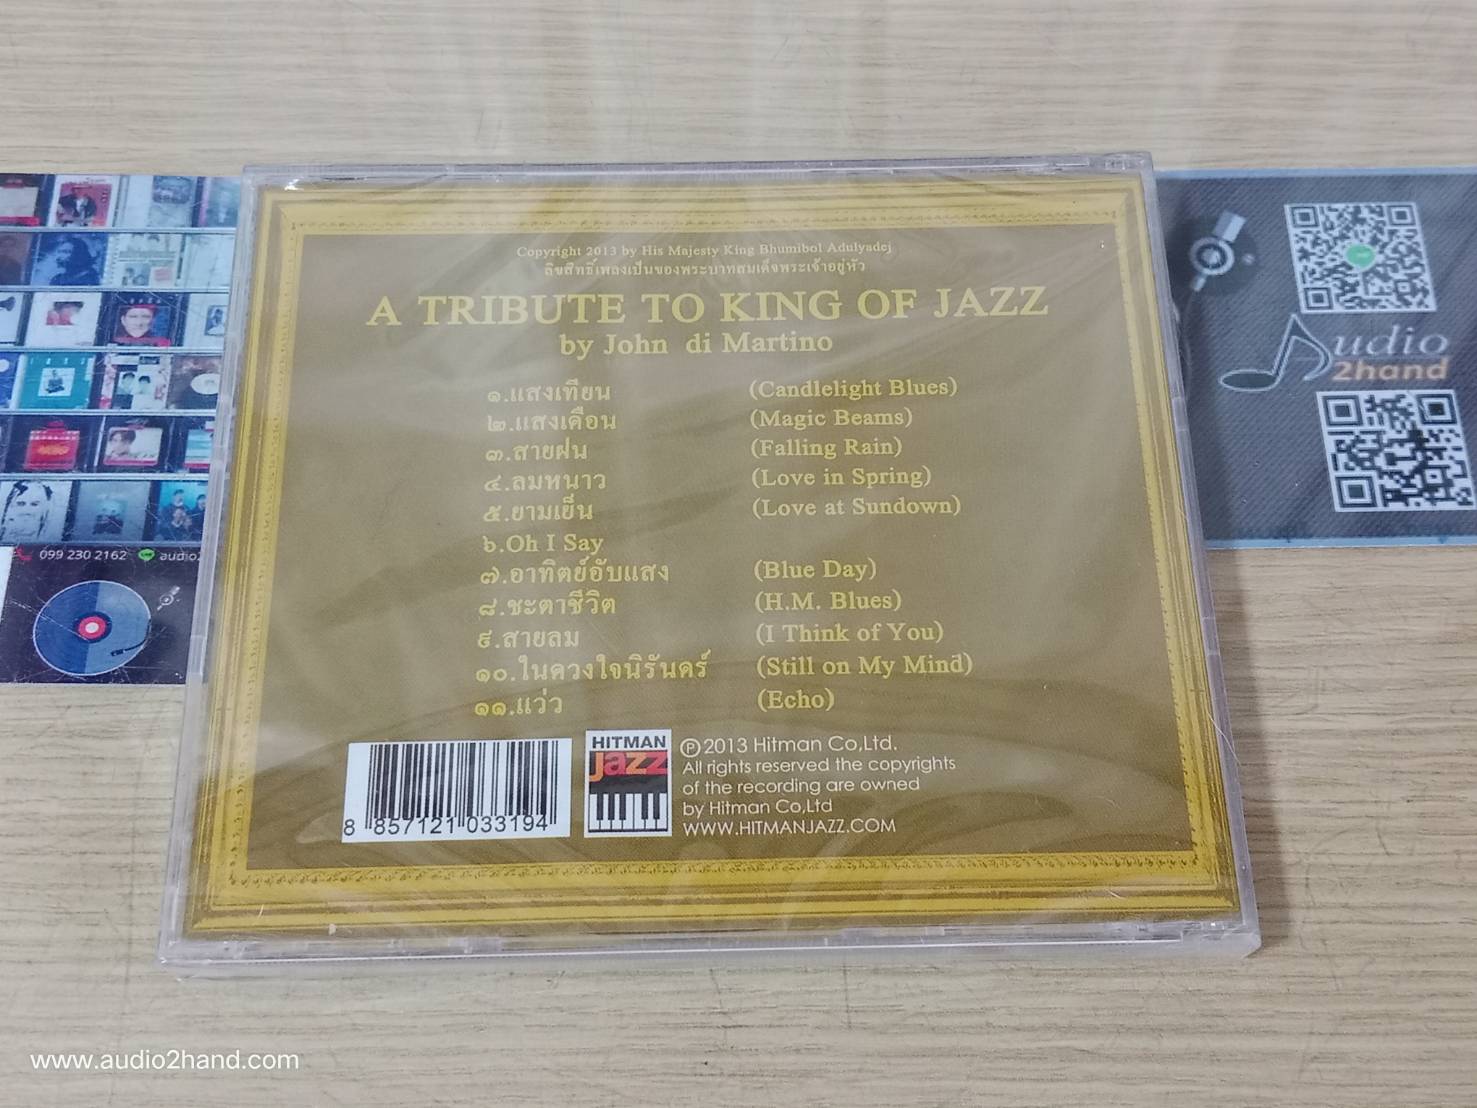 Copyright 2013 by His Majesty King Bhumibol Adulyadej
ลิขสิทธิ์เพลงเป็นของพระบาทสมเด็จพระเจ้าอยู่หัว
A TRIBUTE TO KING OF JAZZ
by John di Martino
๑.แสงเทียน (Candlelight Blues)
๒.แสงเดือน (Magic Beams)
๓.สายฝน (Falling Rain)
๔.ลมหนาว (Love in Spring)
๕.ยามเย็น (Love at Sundown)
๖.Oh I Say
๗.อาทิตย์อับแสง (Blue Day)
๘.ชะตาชีวิต (H.M. Blues)
๙.สายลม (I Think of You)
๑๐.ในดวงใจนิรันดร์ (Still on My Mind)
๑๑.แว่ว (Echo)
8 857121 033194
HITMAN
jazz
℗2013 Hitman Co,Ltd.
All rights reserved the copyrights
of the recording are owned
by Hitman Co,Ltd
WWW.HITMANJAZZ.COM
Audio
2hand
099 230 2162
audio2
www.audio2hand.com